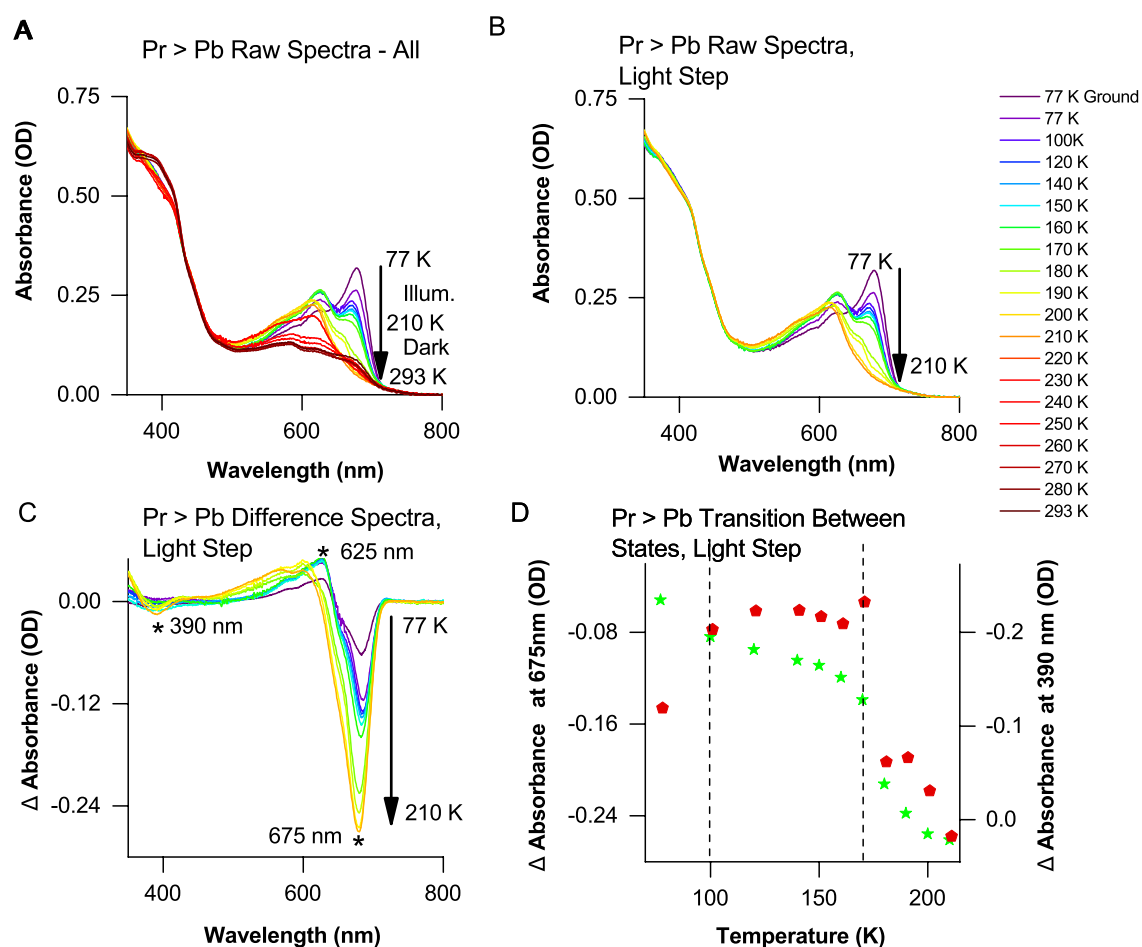 A
Pr > Pb Raw Spectra - All
Absorbance (OD)
0.75
0.50
0.25
0.00
77 K
Illum.
210 K
Dark
293 K
400
600
800
Wavelength (nm)
B
Pr > Pb Raw Spectra,
Light Step
Absorbance (OD)
0.75
0.50
0.25
0.00
77 K
210 K
400
600
800
Wavelength (nm)
77 K Ground
77 K
100K
120 K
140 K
150 K
160 K
170 K
180 K
190 K
200 K
210 K
220 K
230 K
240 K
250 K
260 K
270 K
280 K
293 K
C
Pr > Pb Difference Spectra,
Light Step
Δ Absorbance (OD)
0.00
-0.12
-0.24
* 625 nm
* 390 nm
77 K
210 K
675 nm *
400
600
800
Wavelength (nm)
D
Pr > Pb Transition Between
States, Light Step
Δ Absorbance at 675nm (OD)
-0.08
-0.16
-0.24
-0.2
-0.1
0.0
Δ Absorbance at 390 nm (OD)
100
150
200
Temperature (K)